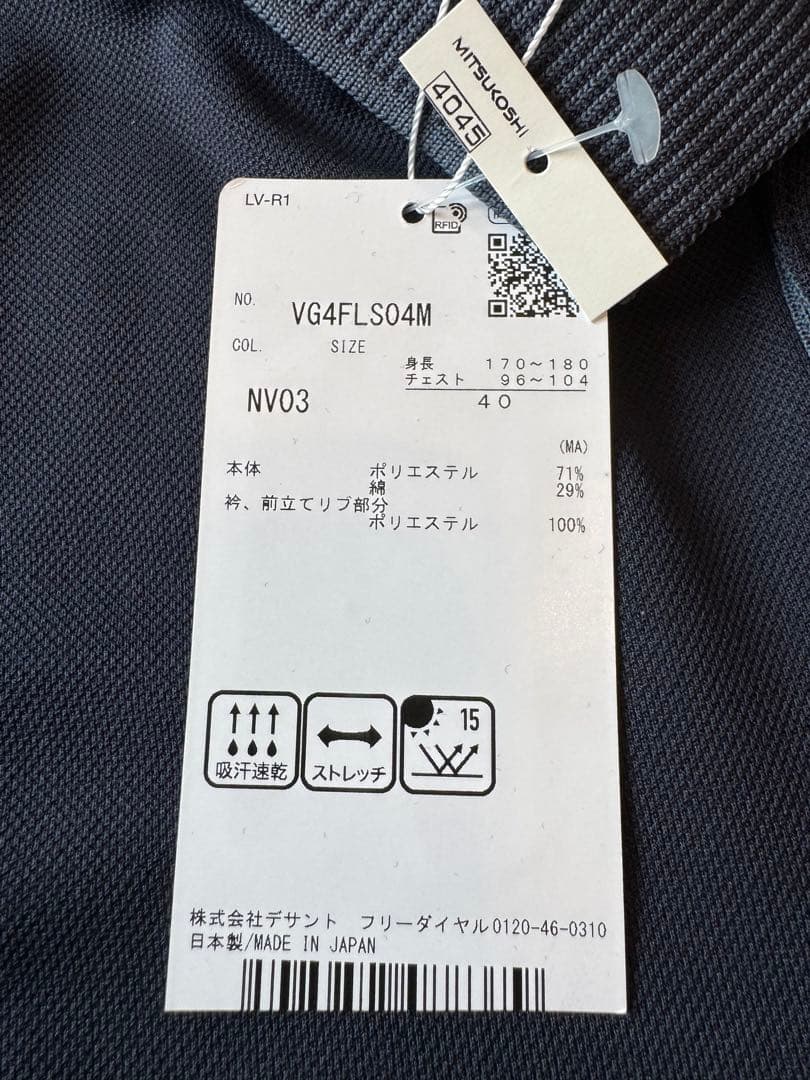 MITSUKOSHI
4045
LV-R1
RFID
NO. VG4FLS04M
COL. SIZE
身長 170～180
チェスト 96～104
NV03 40
(MA)
本体 ポリエステル 71%
綿 29%
衿、前立てリブ部分
ポリエステル 100%
吸汗速乾
ストレッチ
15
株式会社デサント フリーダイヤル0120-46-0310
日本製/MADE IN JAPAN